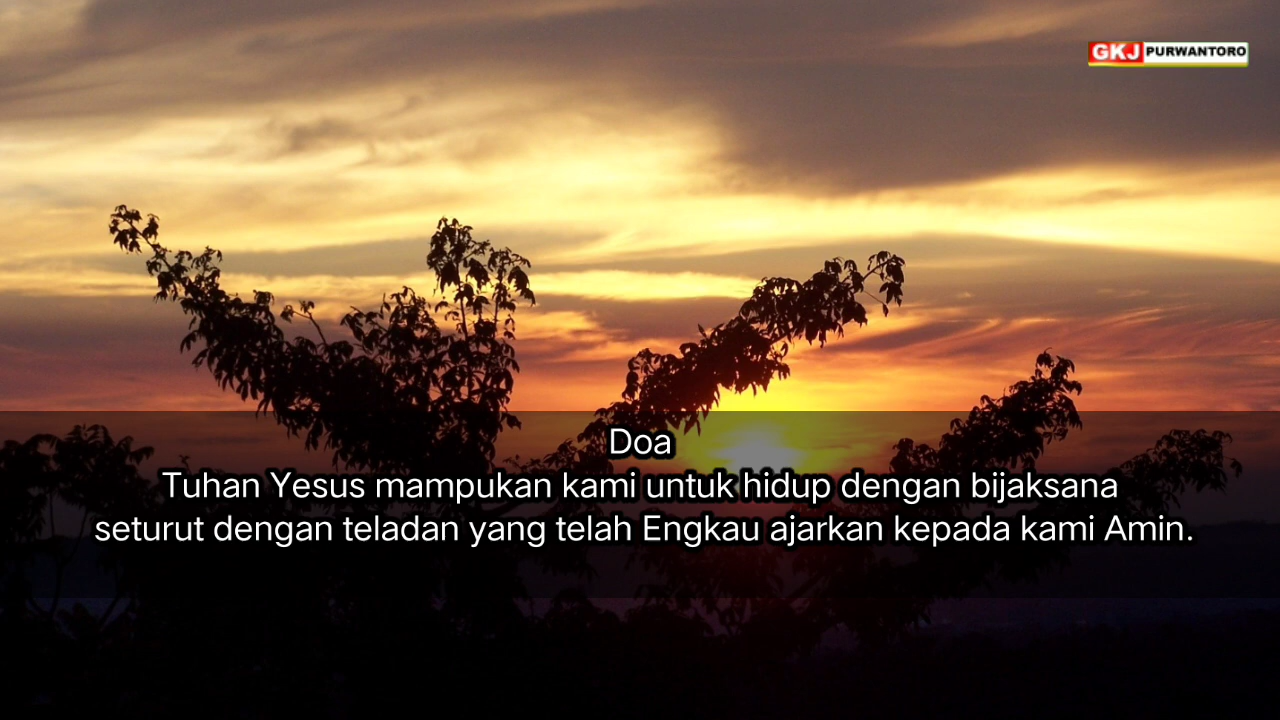 GKJ PURWANTORO
Doa
Tuhan Yesus mampukan kami untuk hidup dengan bijaksana
seturut dengan teladan yang telah Engkau ajarkan kepada kami Amin.